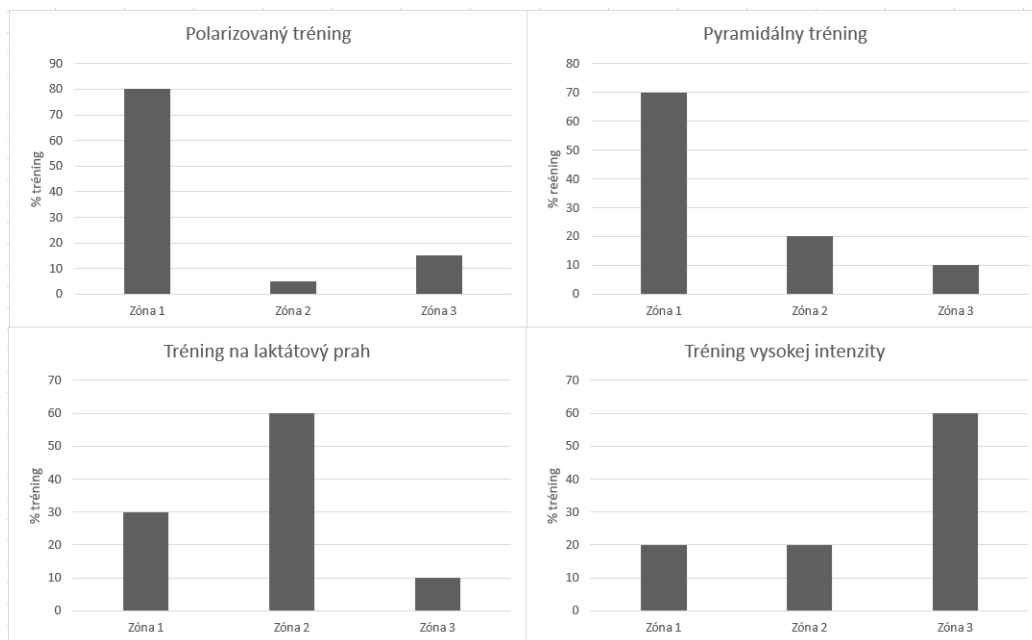 Polarizovaný tréning
% tréning
90
80
70
60
50
40
30
20
10
0
Zóna 1 Zóna 2 Zóna 3
Pyramidálny tréning
% reéning
80
70
60
50
40
30
20
10
0
Zóna 1 Zóna 2 Zóna 3
Tréning na laktátový prah
% tréning
70
60
50
40
30
20
10
0
Zóna 1 Zóna 2 Zóna 3
Tréning vysokej intenzity
% tréning
70
60
50
40
30
20
10
0
Zóna 1 Zóna 2 Zóna 3